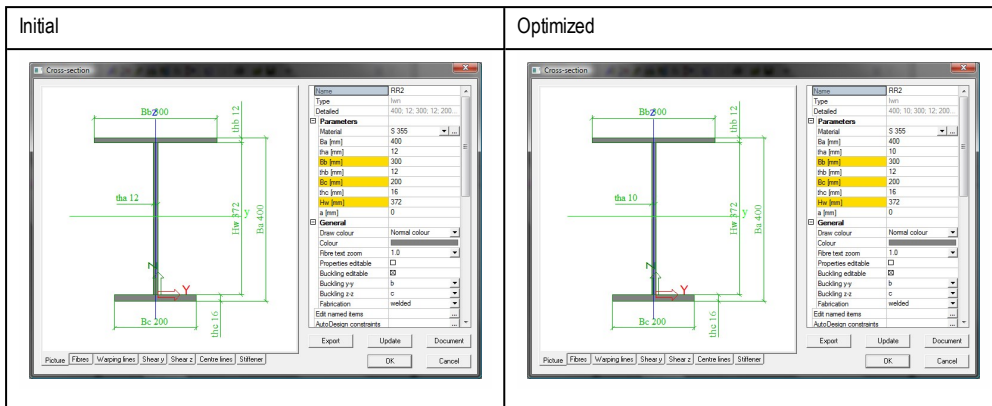 Initial
Optimized
Cross-section
Name RR2
Type Iwn
Detailed 400; 12; 300; 12; 200...
Parameters
Material S 355 ...
Ba [mm] 400
tha [mm] 12
Bb [mm] 300
thb [mm] 12
Bc [mm] 200
thc [mm] 16
Hw [mm] 372
a [mm] 0
General
Draw colour Normal colour
Colour
Fibre text zoom 1.0
Properties editable
Buckling editable
Buckling y-y b
Buckling z-z c
Fabrication welded
Edit named items ...
AutoDesign constraints ...
Bb 300
z
thb 12
tha 12
y
Hw 372
Ba 400
Z
Y
Bc 200
thc 16
Export Update Document
Picture Fibres Warping lines Shear y Shear z Centre lines Stiffener
OK Cancel
Cross-section
Name RR2
Type Iwn
Detailed 400; 10; 300; 12; 200...
Parameters
Material S 355 ...
Ba [mm] 400
tha [mm] 10
Bb [mm] 300
thb [mm] 12
Bc [mm] 200
thc [mm] 16
Hw [mm] 372
a [mm] 0
General
Draw colour Normal colour
Colour
Fibre text zoom 1.0
Properties editable
Buckling editable
Buckling y-y b
Buckling z-z c
Fabrication welded
Edit named items ...
AutoDesign constraints ...
Bb 300
z
thb 12
tha 10
y
Hw 372
Ba 400
Z
Y
Bc 200
thc 16
Export Update Document
Picture Fibres Warping lines Shear y Shear z Centre lines Stiffener
OK Cancel